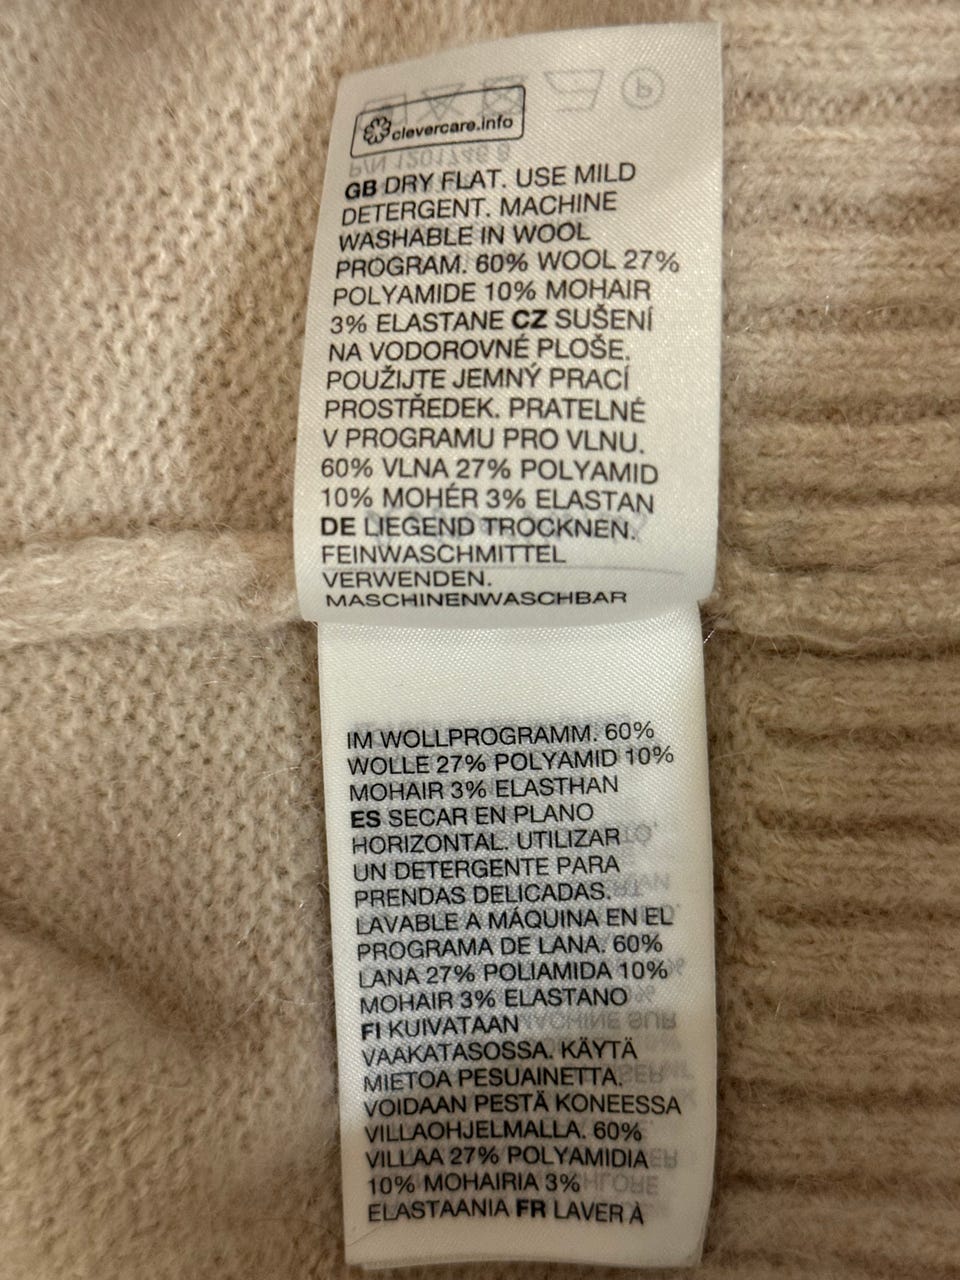 clevercare.info
P/N 1201746
GB DRY FLAT. USE MILD
DETERGENT. MACHINE
WASHABLE IN WOOL
PROGRAM. 60% WOOL 27%
POLYAMIDE 10% MOHAIR
3% ELASTANE CZ SUŠENÍ
NA VODOROVNÉ PLOŠE.
POUŽIJTE JEMNÝ PRACÍ
PROSTŘEDEK. PRATELNÉ
V PROGRAMU PRO VLNU.
60% VLNA 27% POLYAMID
10% MOHÉR 3% ELASTAN
DE LIEGEND TROCKNEN.
FEINWASCHMITTEL
VERWENDEN.
MASCHINENWASCHBAR
IM WOLLPROGRAMM. 60%
WOLLE 27% POLYAMID 10%
MOHAIR 3% ELASTHAN
ES SECAR EN PLANO
HORIZONTAL. UTILIZAR
UN DETERGENTE PARA
PRENDAS DELICADAS.
LAVABLE A MÁQUINA EN EL
PROGRAMA DE LANA. 60%
LANA 27% POLIAMIDA 10%
MOHAIR 3% ELASTANO
FI KUIVATAAN
VAAKATASOSSA. KÄYTÄ
MIETOA PESUAINETTA.
VOIDAAN PESTÄ KONEESSA
VILLAOHJELMALLA. 60%
VILLAA 27% POLYAMIDIA
10% MOHAIRIA 3%
ELASTAANIA FR LAVER À